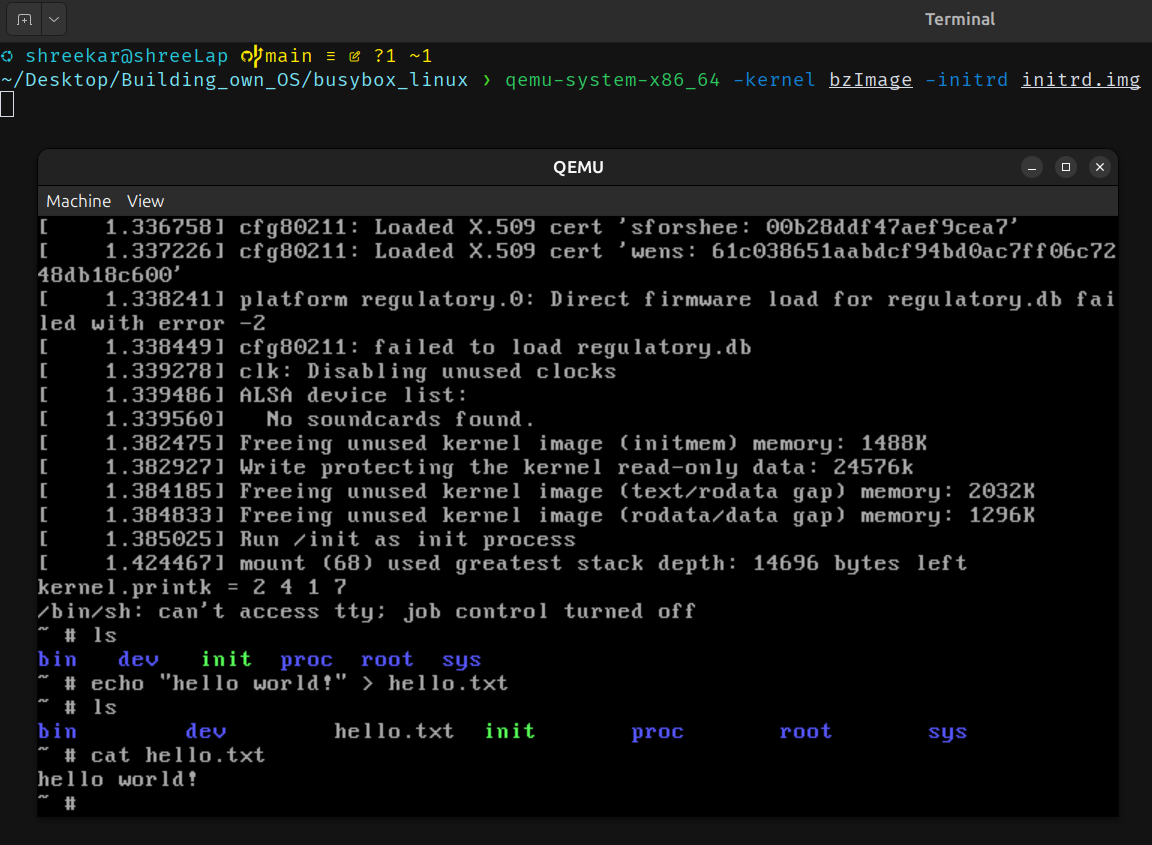 Terminal
shreekar@shreeLap main ≡ ?1 ~1
~/Desktop/Building_own_OS/busybox_linux › qemu-system-x86_64 -kernel bzImage -initrd initrd.img
QEMU
Machine View
[    1.336758] cfg80211: Loaded X.509 cert 'sforshee: 00b28ddf47aef9cea7'
[    1.337226] cfg80211: Loaded X.509 cert 'wens: 61c038651aabdcf94bd0ac7ff06c72
48db18c600'
[    1.338241] platform regulatory.0: Direct firmware load for regulatory.db fai
led with error -2
[    1.338449] cfg80211: failed to load regulatory.db
[    1.339278] clk: Disabling unused clocks
[    1.339486] ALSA device list:
[    1.339560]   No soundcards found.
[    1.382475] Freeing unused kernel image (initmem) memory: 1488K
[    1.382927] Write protecting the kernel read-only data: 24576k
[    1.384185] Freeing unused kernel image (text/rodata gap) memory: 2032K
[    1.384833] Freeing unused kernel image (rodata/data gap) memory: 1296K
[    1.385025] Run /init as init process
[    1.424467] mount (68) used greatest stack depth: 14696 bytes left
kernel.printk = 2 4 1 7
/bin/sh: can't access tty; job control turned off
~ # ls
bin   dev   init  proc  root  sys
~ # echo "hello world!" > hello.txt
~ # ls
bin        dev        hello.txt  init       proc       root       sys
~ # cat hello.txt
hello world!
~ #